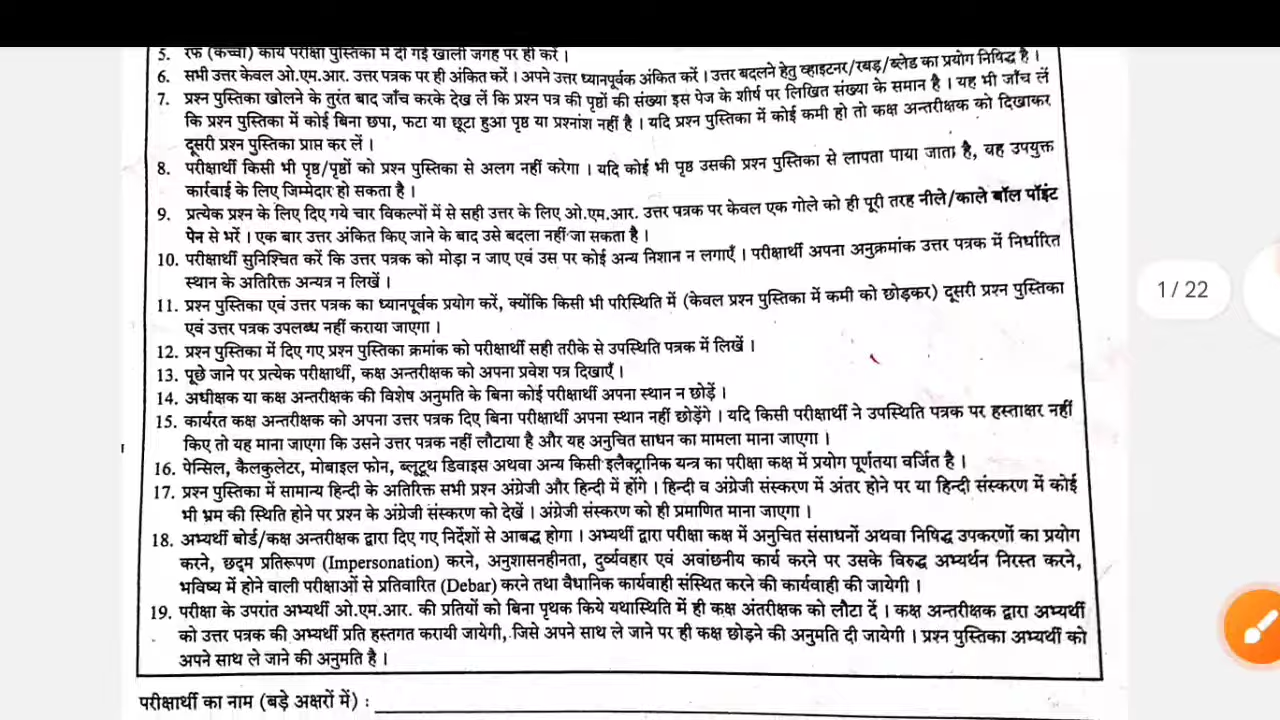 5. रफ (कच्चा) कार्य परीक्षा पुस्तिका में दी गई खाली जगह पर ही करें।
6. सभी उत्तर केवल ओ.एम.आर. उत्तर पत्रक पर ही अंकित करें। अपने उत्तर ध्यानपूर्वक अंकित करें। उत्तर बदलने हेतु व्हाइटनर/रबड़/ब्लेड का प्रयोग निषिद्ध है।
7. प्रश्न पुस्तिका खोलने के तुरंत बाद जाँच करके देख लें कि प्रश्न पत्र की पृष्ठों की संख्या इस पेज के शीर्ष पर लिखित संख्या के समान है। यह भी जाँच लें
कि प्रश्न पुस्तिका में कोई बिना छपा, फटा या छूटा हुआ पृष्ठ या प्रश्नांश नहीं है। यदि प्रश्न पुस्तिका में कोई कमी हो तो कक्ष अन्तरीक्षक को दिखाकर
दूसरी प्रश्न पुस्तिका प्राप्त कर लें।
8. परीक्षार्थी किसी भी पृष्ठ/पृष्ठों को प्रश्न पुस्तिका से अलग नहीं करेगा। यदि कोई भी पृष्ठ उसकी प्रश्न पुस्तिका से लापता पाया जाता है, वह उपयुक्त
कार्रवाई के लिए जिम्मेदार हो सकता है।
9. प्रत्येक प्रश्न के लिए दिए गये चार विकल्पों में से सही उत्तर के लिए ओ.एम.आर. उत्तर पत्रक पर केवल एक गोले को ही पूरी तरह नीले/काले बॉल पॉइंट
पेन से भरें। एक बार उत्तर अंकित किए जाने के बाद उसे बदला नहीं जा सकता है।
10. परीक्षार्थी सुनिश्चित करें कि उत्तर पत्रक को मोड़ा न जाए एवं उस पर कोई अन्य निशान न लगाएँ। परीक्षार्थी अपना अनुक्रमांक उत्तर पत्रक में निर्धारित
स्थान के अतिरिक्त अन्यत्र न लिखें।
11. प्रश्न पुस्तिका एवं उत्तर पत्रक का ध्यानपूर्वक प्रयोग करें, क्योंकि किसी भी परिस्थिति में (केवल प्रश्न पुस्तिका में कमी को छोड़कर) दूसरी प्रश्न पुस्तिका
एवं उत्तर पत्रक उपलब्ध नहीं कराया जाएगा।
12. प्रश्न पुस्तिका में दिए गए प्रश्न पुस्तिका क्रमांक को परीक्षार्थी सही तरीके से उपस्थिति पत्रक में लिखें।
13. पूछे जाने पर प्रत्येक परीक्षार्थी, कक्ष अन्तरीक्षक को अपना प्रवेश पत्र दिखाएँ।
14. अधीक्षक या कक्ष अन्तरीक्षक की विशेष अनुमति के बिना कोई परीक्षार्थी अपना स्थान न छोड़ें।
15. कार्यरत कक्ष अन्तरीक्षक को अपना उत्तर पत्रक दिए बिना परीक्षार्थी अपना स्थान नहीं छोड़ेंगे। यदि किसी परीक्षार्थी ने उपस्थिति पत्रक पर हस्ताक्षर नहीं
किए तो यह माना जाएगा कि उसने उत्तर पत्रक नहीं लौटाया है और यह अनुचित साधन का मामला माना जाएगा।
16. पेन्सिल, कैलकुलेटर, मोबाइल फोन, ब्लूटूथ डिवाइस अथवा अन्य किसी इलैक्ट्रानिक यन्त्र का परीक्षा कक्ष में प्रयोग पूर्णतया वर्जित है।
17. प्रश्न पुस्तिका में सामान्य हिन्दी के अतिरिक्त सभी प्रश्न अंग्रेजी और हिन्दी में होंगे। हिन्दी व अंग्रेजी संस्करण में अंतर होने पर या हिन्दी संस्करण में कोई
भी भ्रम की स्थिति होने पर प्रश्न के अंग्रेजी संस्करण को देखें। अंग्रेजी संस्करण को ही प्रमाणित माना जाएगा।
18. अभ्यर्थी बोर्ड/कक्ष अन्तरीक्षक द्वारा दिए गए निर्देशों से आबद्ध होगा। अभ्यर्थी द्वारा परीक्षा कक्ष में अनुचित संसाधनों अथवा निषिद्ध उपकरणों का प्रयोग
करने, छद्म प्रतिरूपण (Impersonation) करने, अनुशासनहीनता, दुर्व्यवहार एवं अवांछनीय कार्य करने पर उसके विरुद्ध अभ्यर्थन निरस्त करने,
भविष्य में होने वाली परीक्षाओं से प्रतिवारित (Debar) करने तथा वैधानिक कार्यवाही संस्थित करने की कार्यवाही की जायेगी।
19. परीक्षा के उपरांत अभ्यर्थी ओ.एम.आर. की प्रतियों को बिना पृथक किये यथास्थिति में ही कक्ष अंतरीक्षक को लौटा दें। कक्ष अन्तरीक्षक द्वारा अभ्यर्थी
को उत्तर पत्रक की अभ्यर्थी प्रति हस्तगत करायी जायेगी, जिसे अपने साथ ले जाने पर ही कक्ष छोड़ने की अनुमति दी जायेगी। प्रश्न पुस्तिका अभ्यर्थी को
अपने साथ ले जाने की अनुमति है।
परीक्षार्थी का नाम (बड़े अक्षरों में) :
1 / 22